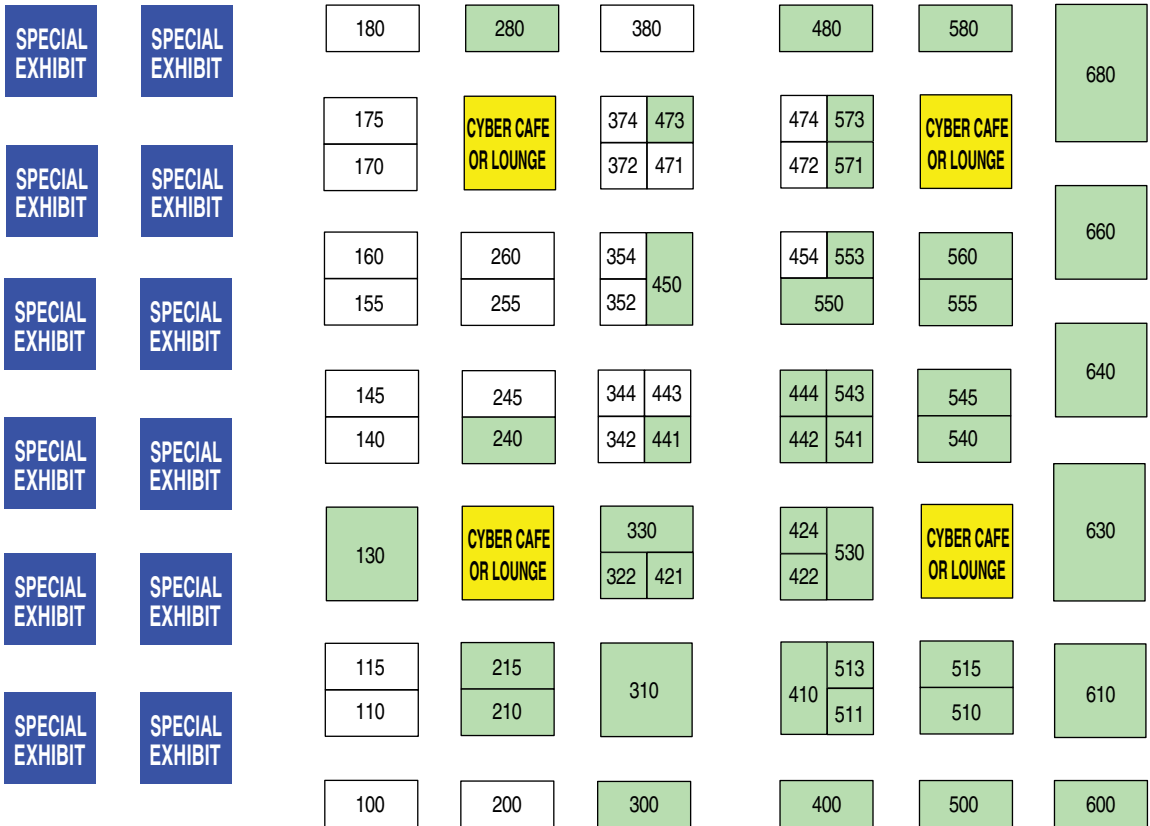 180 280 380 480 580
SPECIAL EXHIBIT SPECIAL EXHIBIT
680
175 CYBER CAFE OR LOUNGE 374 473 474 573 CYBER CAFE OR LOUNGE
170 372 471 472 571
SPECIAL EXHIBIT SPECIAL EXHIBIT
660
160 260 354 454 553 560
450
155 255 352 550 555
SPECIAL EXHIBIT SPECIAL EXHIBIT
640
145 245 344 443 444 543 545
140 240 342 441 442 541 540
SPECIAL EXHIBIT SPECIAL EXHIBIT
330 424
130 CYBER CAFE OR LOUNGE 530 CYBER CAFE OR LOUNGE 630
322 421 422
SPECIAL EXHIBIT SPECIAL EXHIBIT
115 215 513 515
310 410 610
110 210 511 510
SPECIAL EXHIBIT SPECIAL EXHIBIT
100 200 300 400 500 600